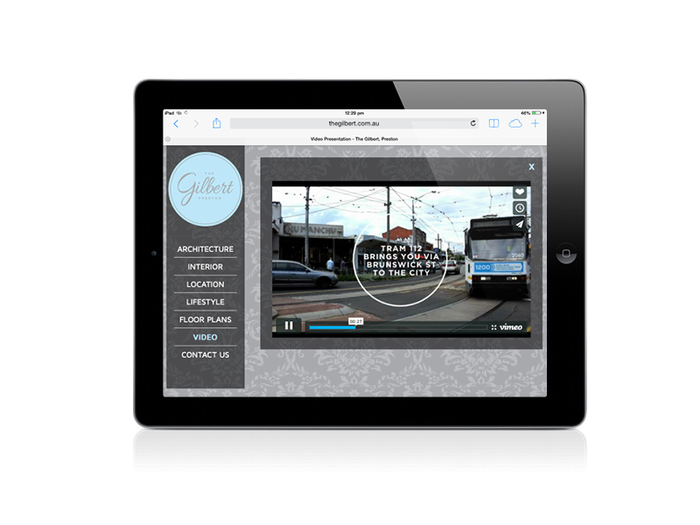 iPad
12:29 pm
46%
thegilbert.com.au
Video Presentation - The Gilbert, Preston
THE
Gilbert
PRESTON
X
ARCHITECTURE
INTERIOR
LOCATION
LIFESTYLE
FLOOR PLANS
VIDEO
CONTACT US
TRAM 112
BRINGS YOU VIA
BRUNSWICK ST
TO THE CITY
00:27
vimeo